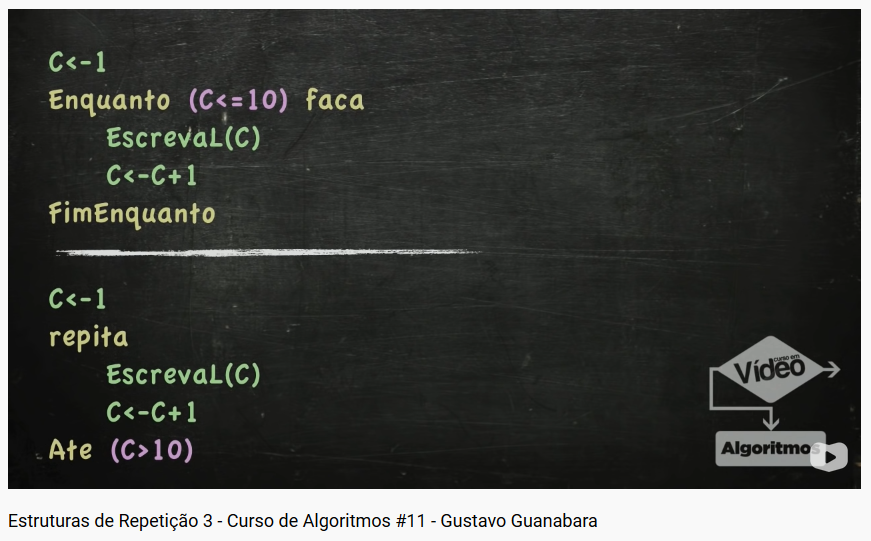 C<-1
Enquanto (C<=10) faca
EscrevaL(C)
C<-C+1
FimEnquanto
C<-1
repita
EscrevaL(C)
C<-C+1
Ate (C>10)
curso em
Vídeo
Algoritmos
Estruturas de Repetição 3 - Curso de Algoritmos #11 - Gustavo Guanabara